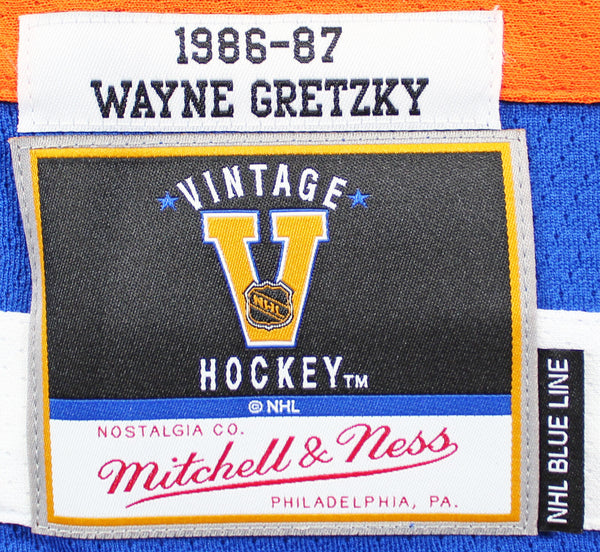 1986-87
WAYNE GRETZKY
VINTAGE
V
NHL
HOCKEY™
© NHL
NOSTALGIA CO.
Mitchell & Ness
PHILADELPHIA, PA.
NHL BLUE LINE